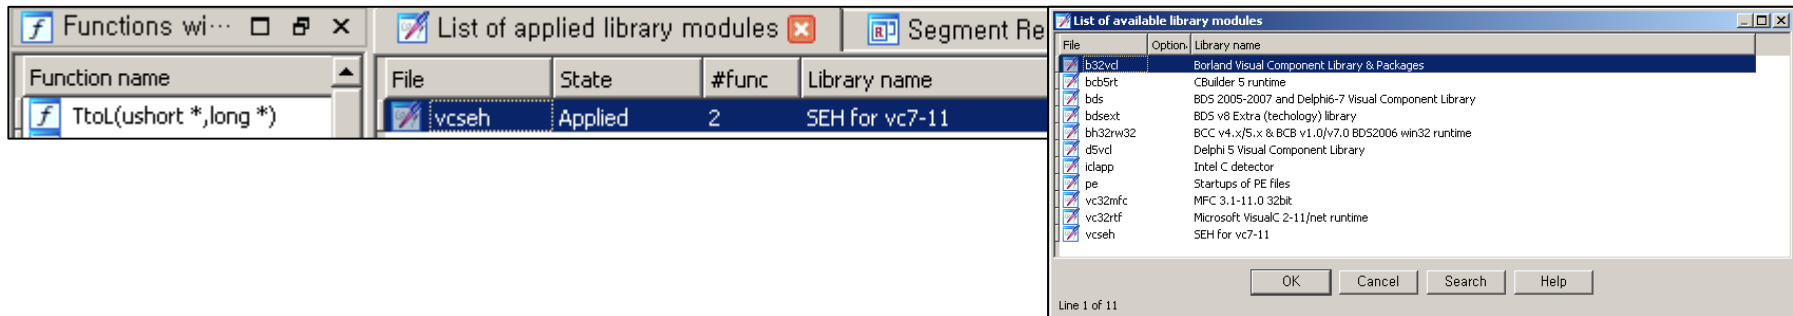 Functions wi...
List of applied library modules
Segment Re
Function name
File State #func Library name
TtoL(ushort *,long *)
vcseh Applied 2 SEH for vc7-11
List of available library modules
File Option. Library name
b32vcl Borland Visual Component Library & Packages
bcb5rt CBuilder 5 runtime
bds BDS 2005-2007 and Delphi6-7 Visual Component Library
bdsext BDS v8 Extra (techology) library
bh32rw32 BCC v4.x/5.x & BCB v1.0/v7.0 BDS2006 win32 runtime
d5vcl Delphi 5 Visual Component Library
iclapp Intel C detector
pe Startups of PE files
vc32mfc MFC 3.1-11.0 32bit
vc32rtf Microsoft VisualC 2-11/net runtime
vcseh SEH for vc7-11
OK Cancel Search Help
Line 1 of 11